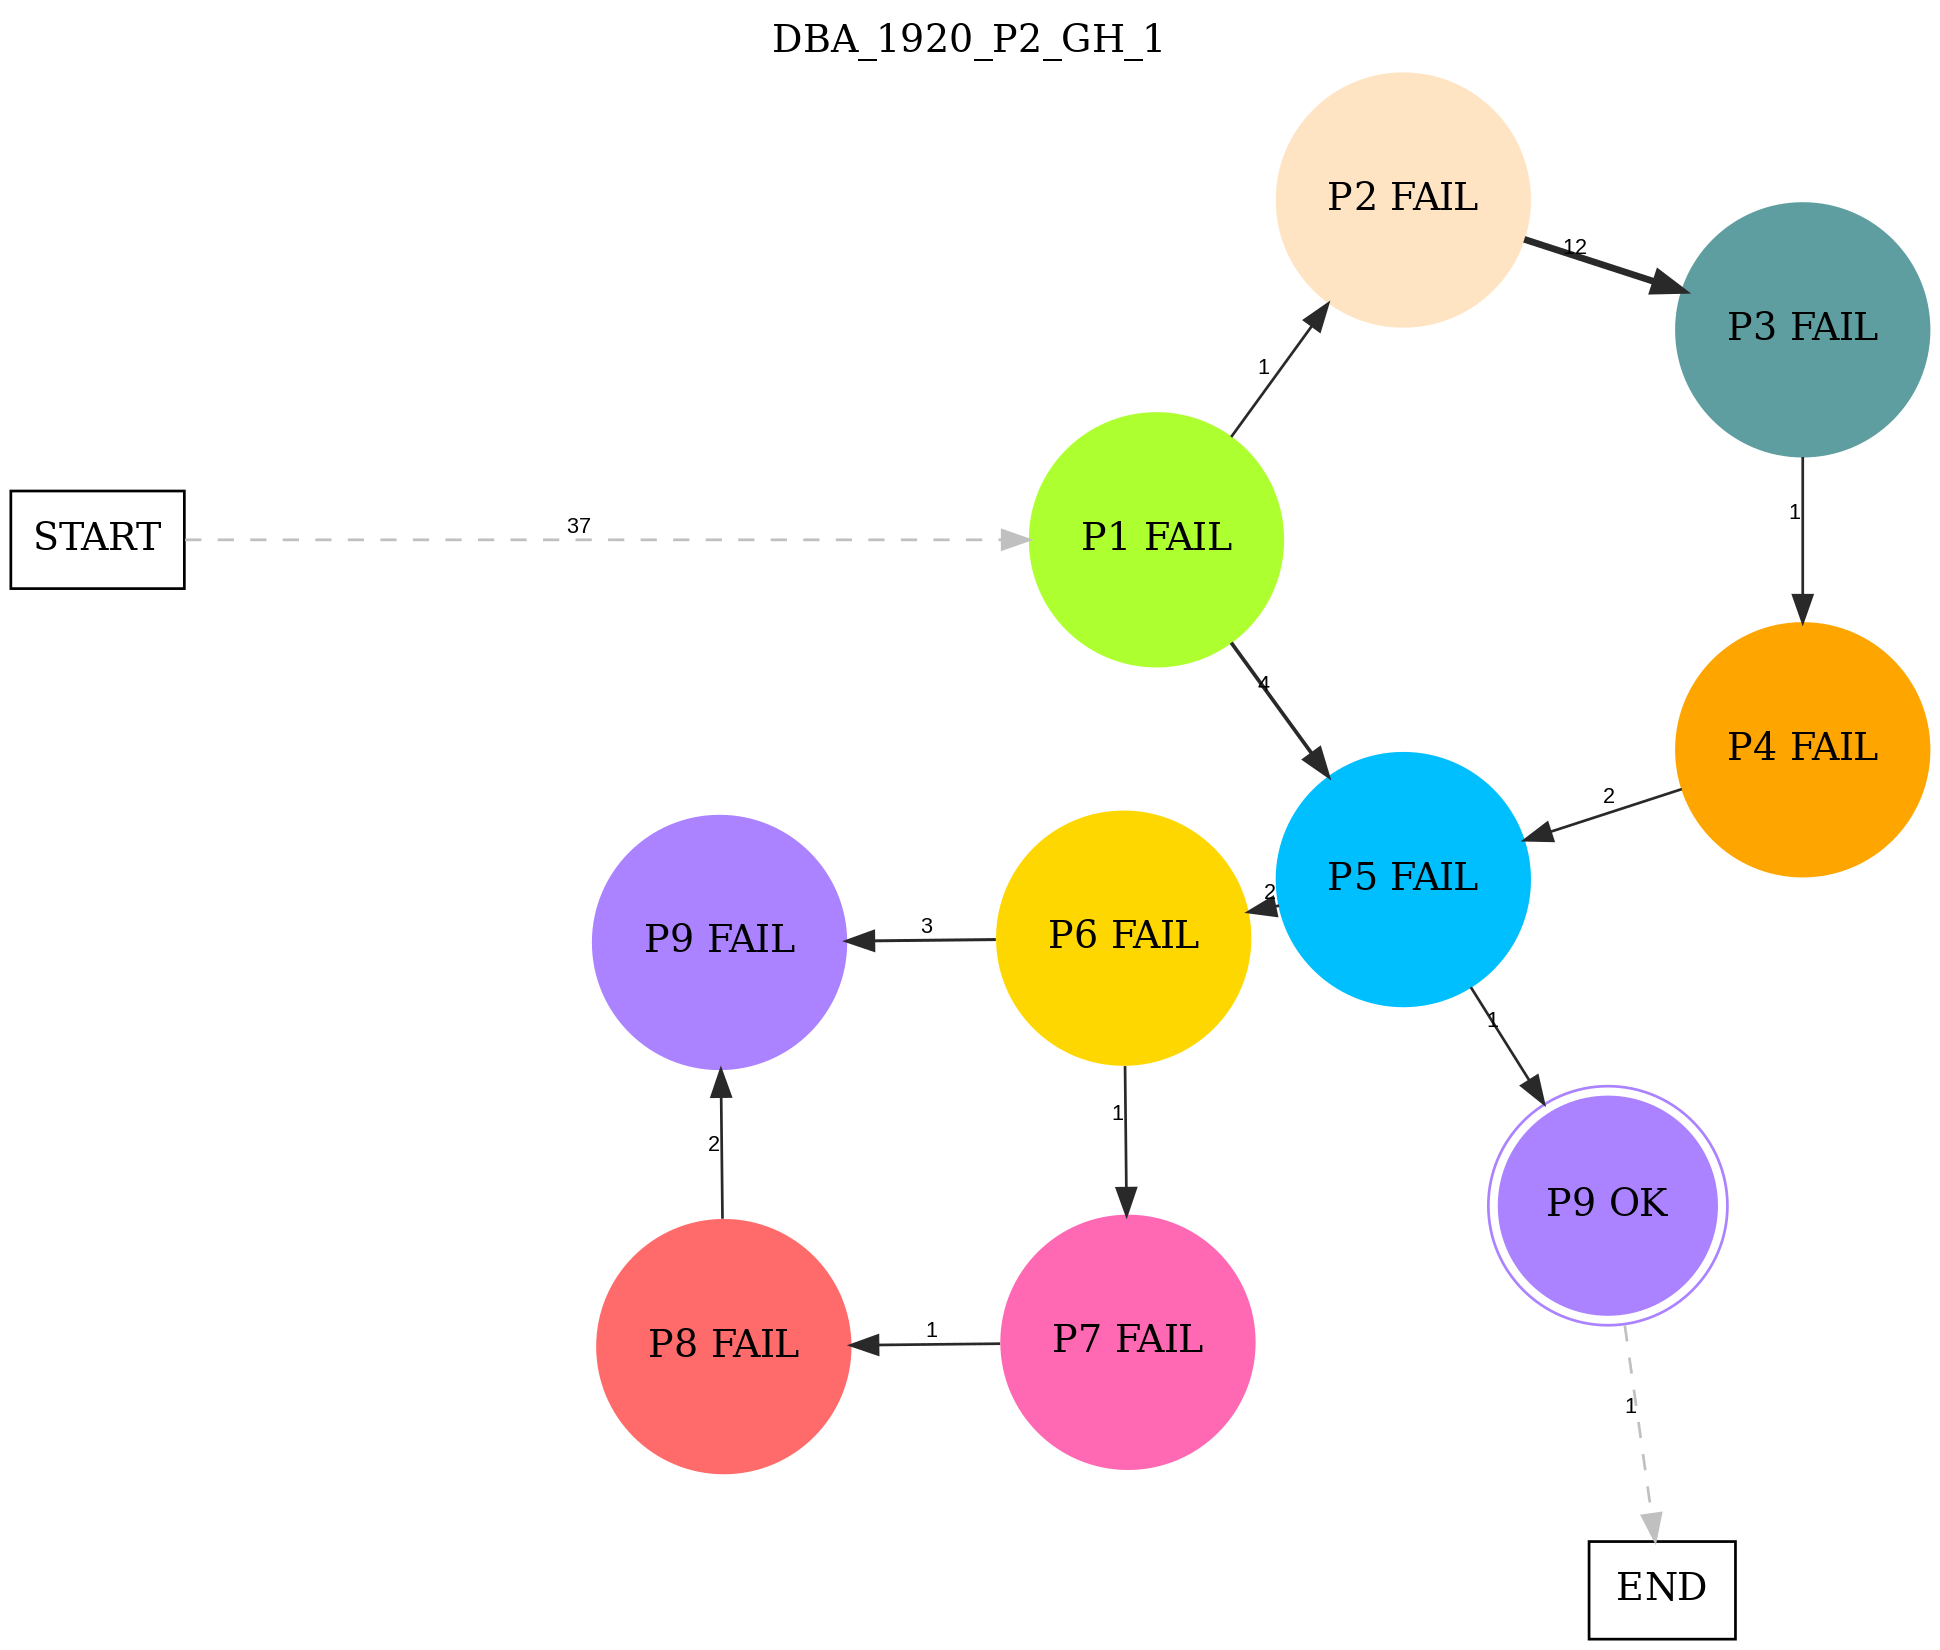 DBA_1920_P2_GH_1
P2 FAIL
12
P3 FAIL
1
START
37
P1 FAIL
1
4
P4 FAIL
2
P5 FAIL
2
P6 FAIL
3
P9 FAIL
1
1
2
P9 OK
P7 FAIL
1
P8 FAIL
1
END